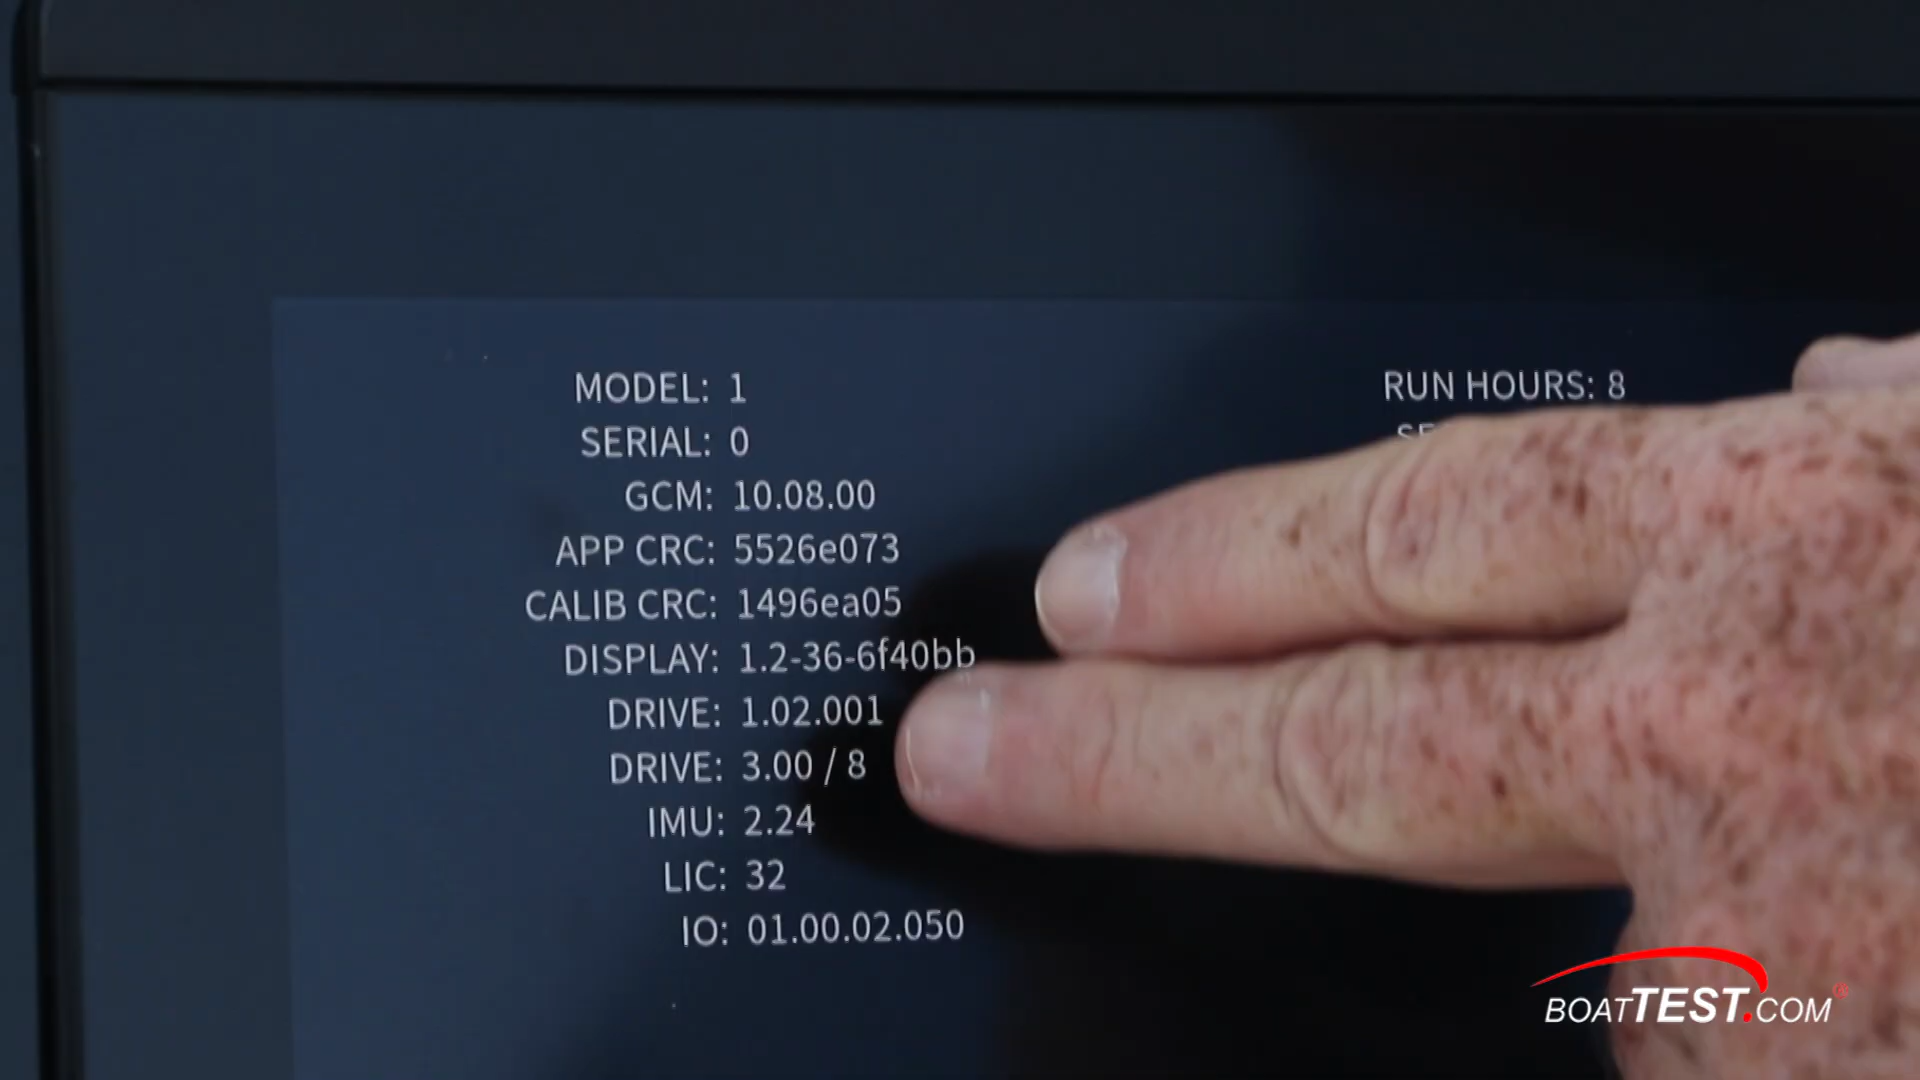 MODEL: 1
SERIAL: 0
GCM: 10.08.00
APP CRC: 5526e073
CALIB CRC: 1496ea05
DISPLAY: 1.2-36-6f40bb
DRIVE: 1.02.001
DRIVE: 3.00 / 8
IMU: 2.24
LIC: 32
IO: 01.00.02.050
RUN HOURS: 8
BOATTEST.COM®